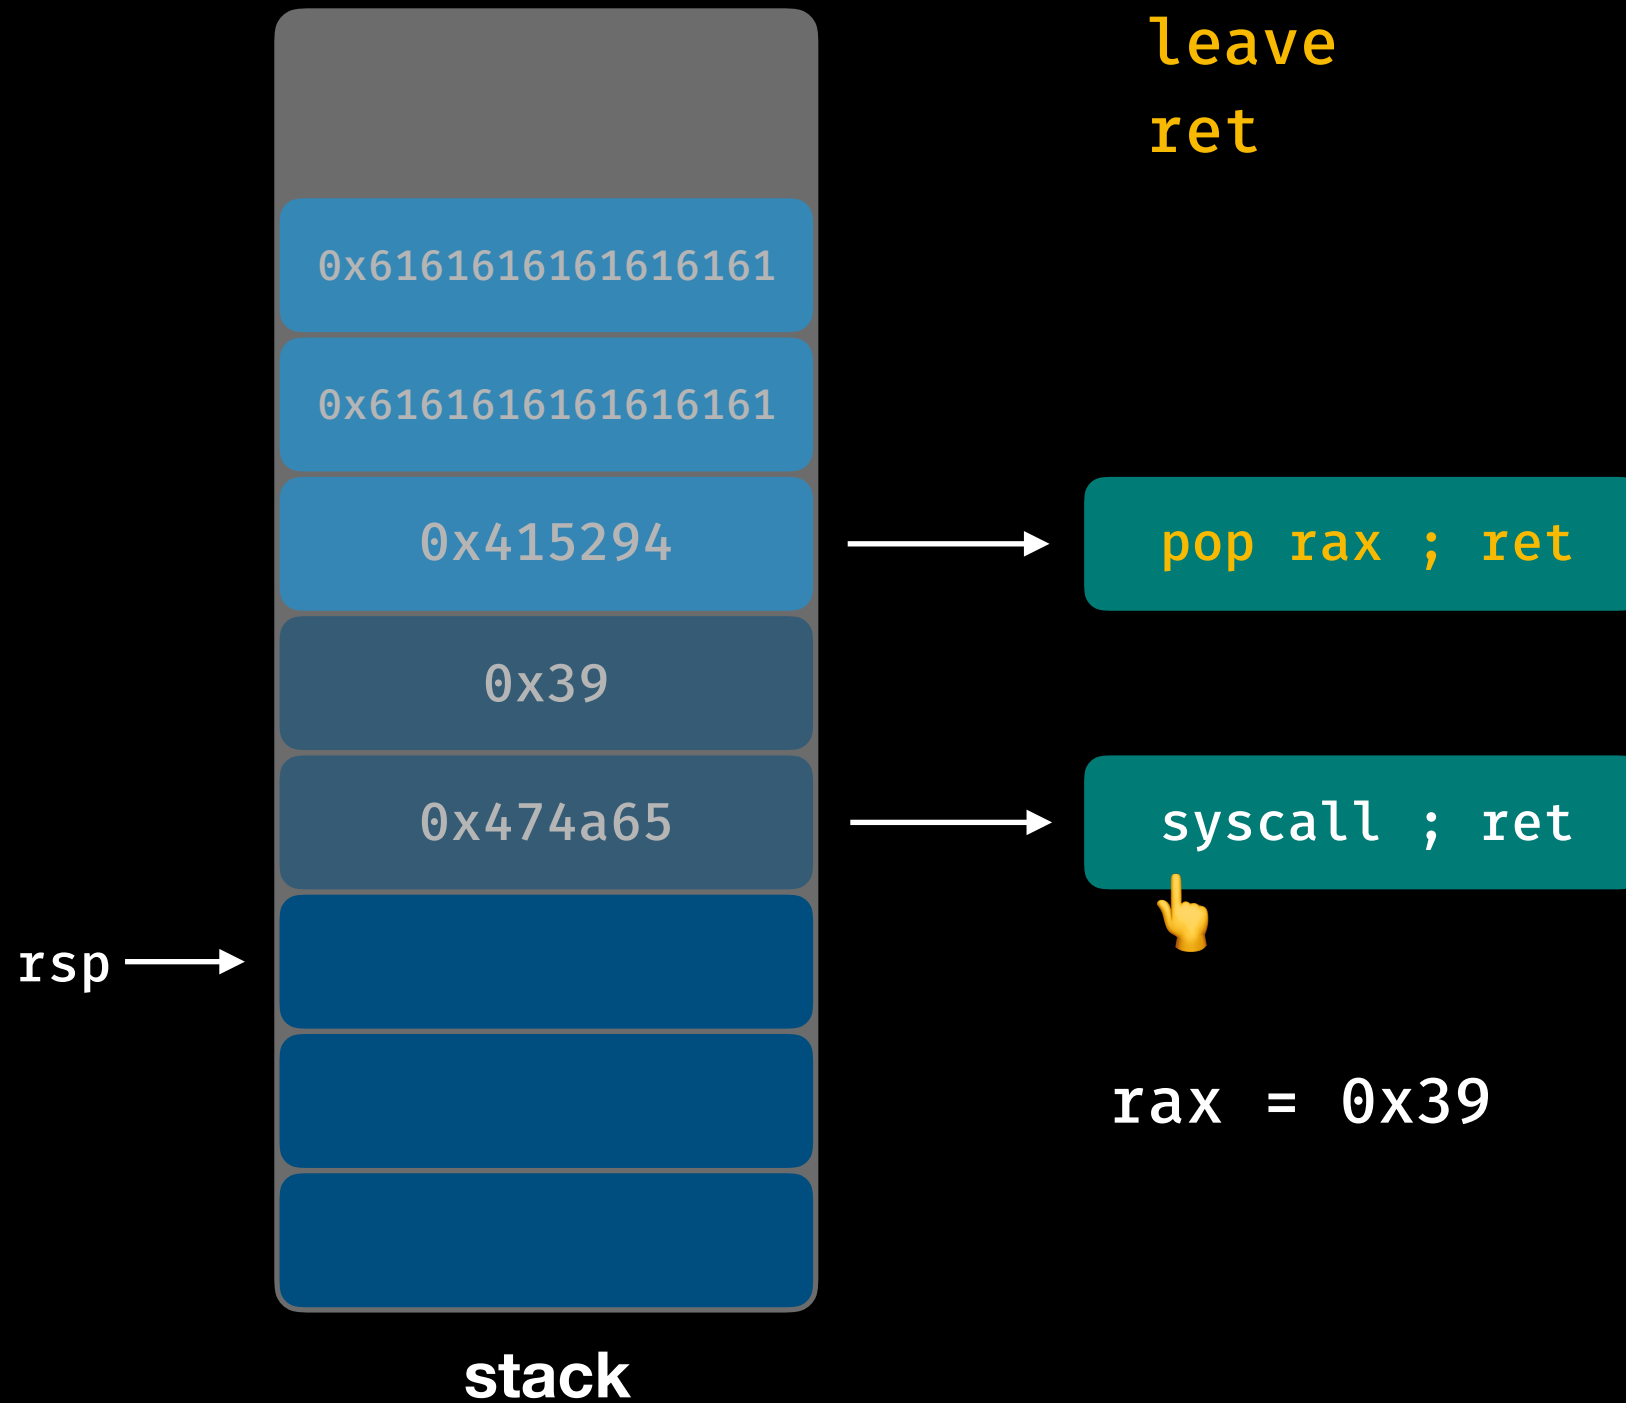 leave
ret
0x6161616161616161
0x6161616161616161
0x415294
pop rax ; ret
0x39
0x474a65
syscall ; ret
rsp
rax = 0x39
stack